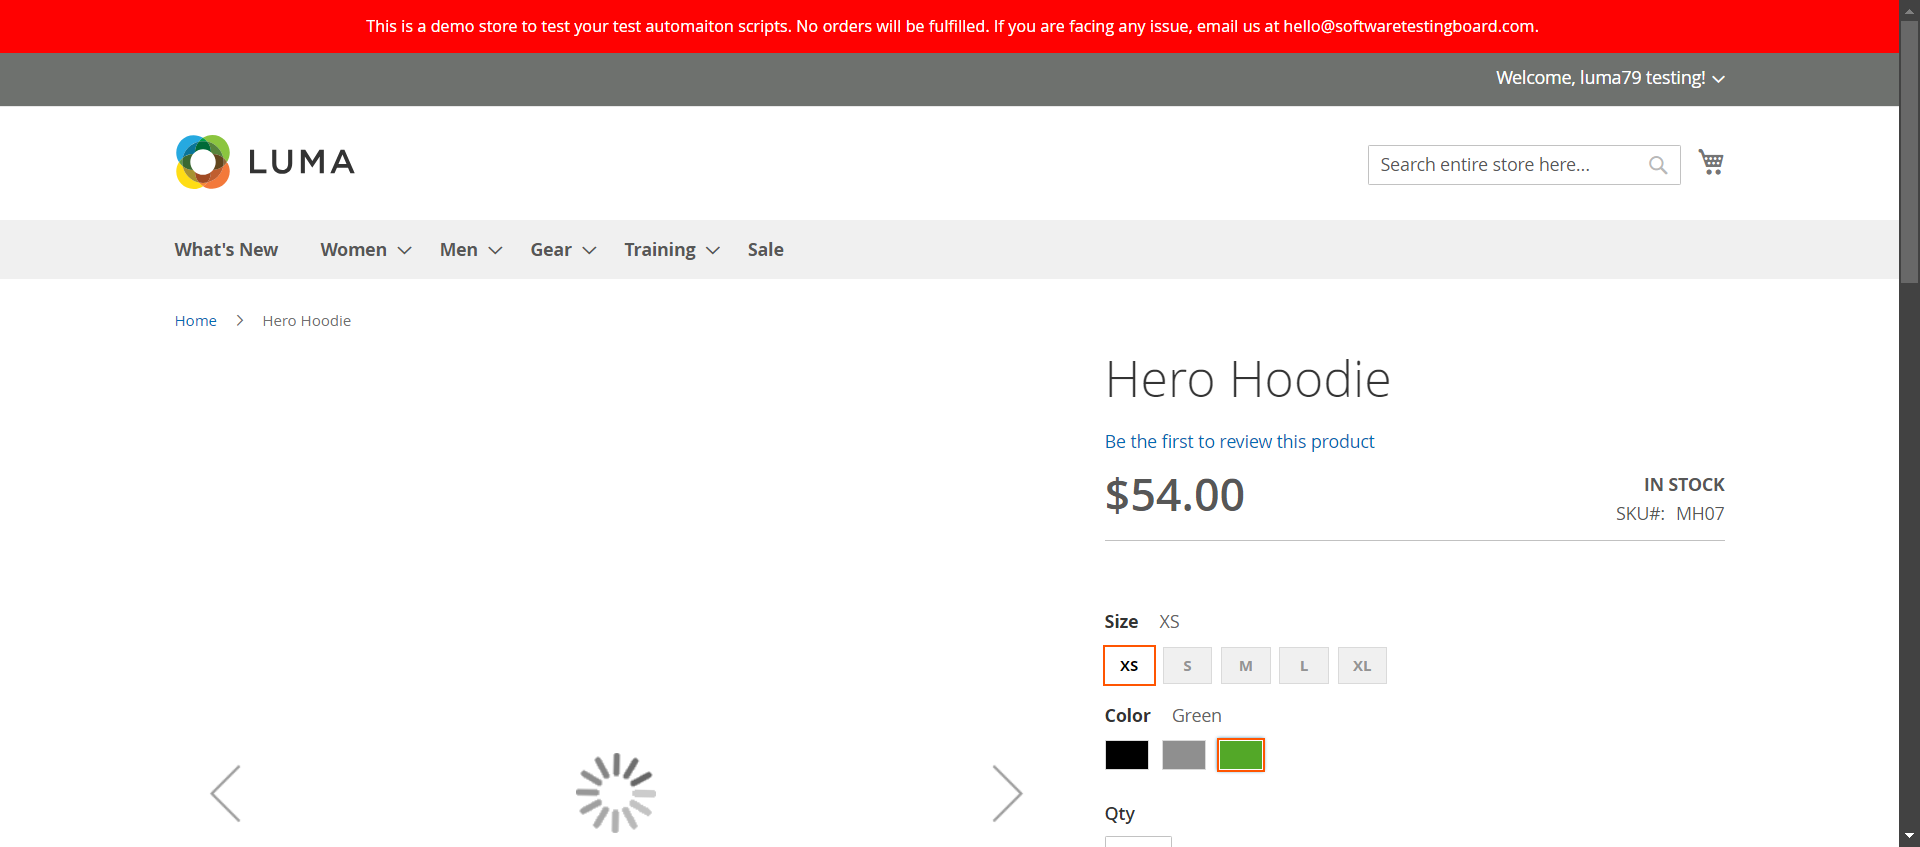 This is a demo store to test your test automaiton scripts. No orders will be fulfilled. If you are facing any issue, email us at hello@softwaretestingboard.com.
Welcome, luma79 testing!
LUMA
Search entire store here...
What's New Women Men Gear Training Sale
Home Hero Hoodie
Hero Hoodie
Be the first to review this product
$54.00
IN STOCK
SKU#: MH07
Size XS
XS S M L XL
Color Green
Qty